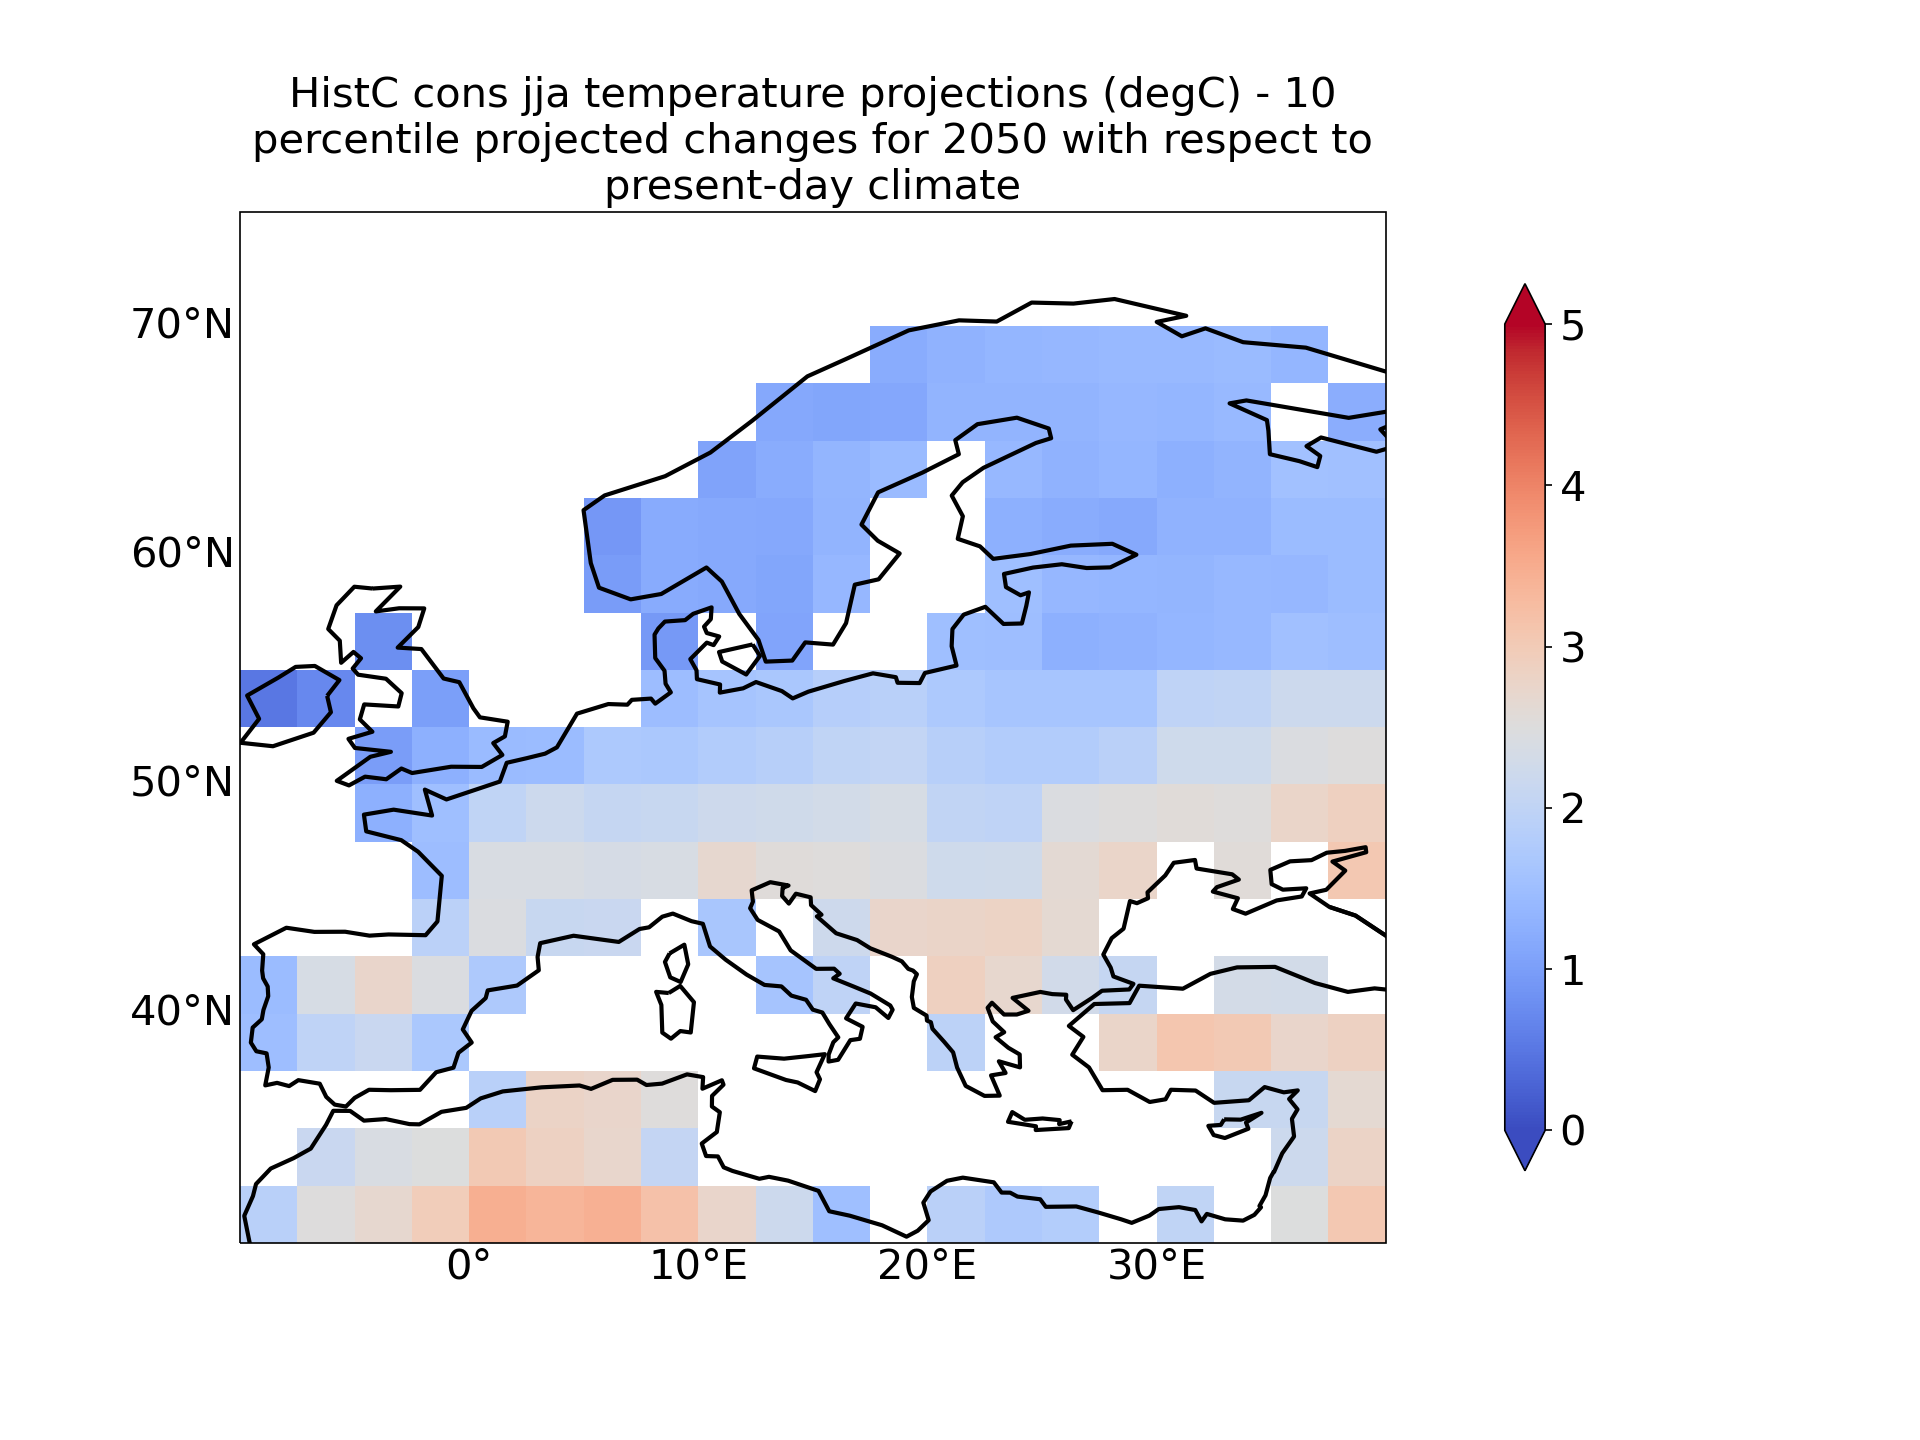 HistC cons jja temperature projections (degC) - 10
percentile projected changes for 2050 with respect to
present-day climate
70°N
60°N
50°N
40°N
0°
10°E
20°E
30°E
5
4
3
2
1
0